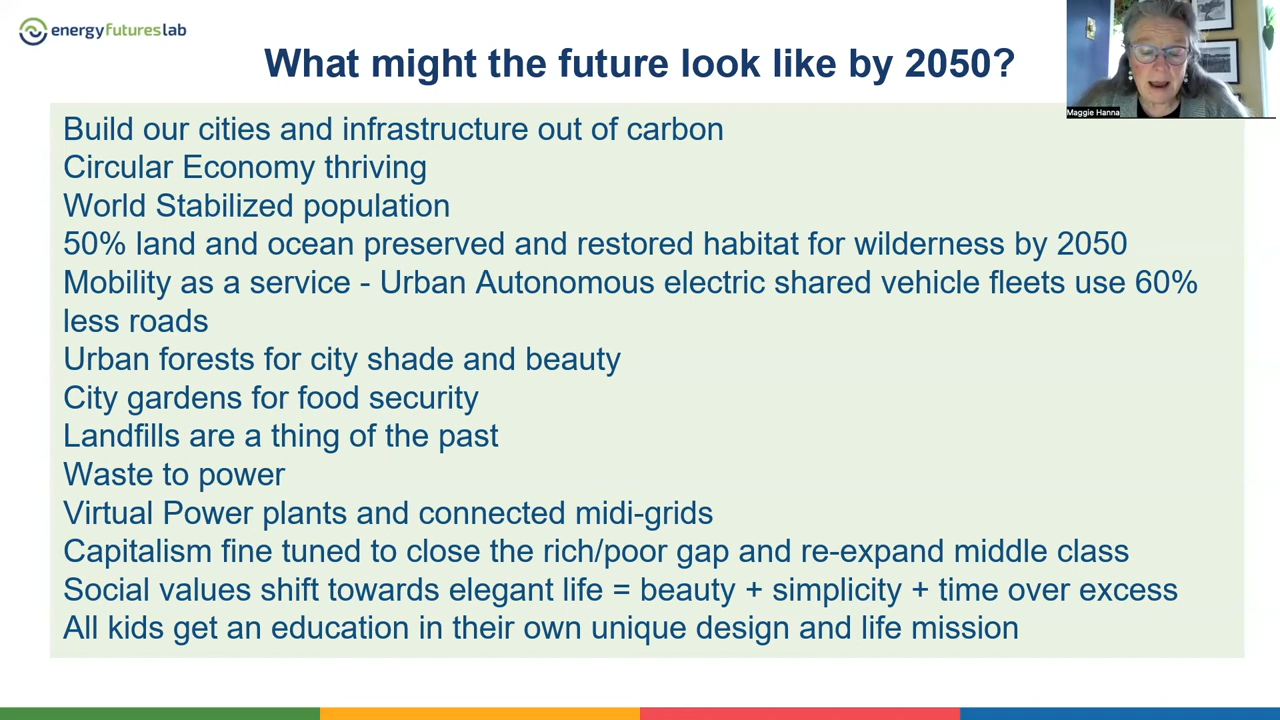 energyfutureslab
What might the future look like by 2050?
Maggie Hanna
Build our cities and infrastructure out of carbon
Circular Economy thriving
World Stabilized population
50% land and ocean preserved and restored habitat for wilderness by 2050
Mobility as a service - Urban Autonomous electric shared vehicle fleets use 60%
less roads
Urban forests for city shade and beauty
City gardens for food security
Landfills are a thing of the past
Waste to power
Virtual Power plants and connected midi-grids
Capitalism fine tuned to close the rich/poor gap and re-expand middle class
Social values shift towards elegant life = beauty + simplicity + time over excess
All kids get an education in their own unique design and life mission